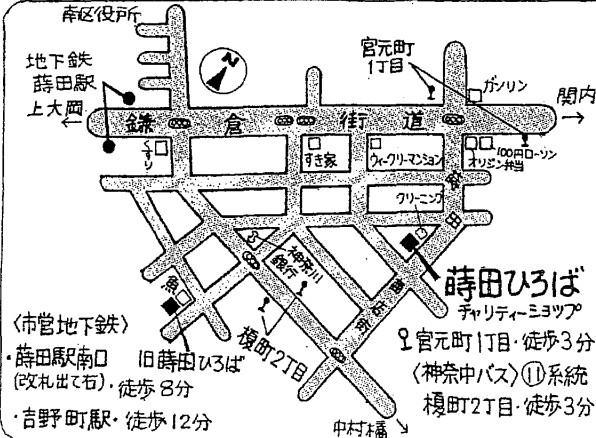 南区役所
地下鉄
蒔田駅
上大岡
N
宮元町
1丁目
ガソリン
関内
鎌倉街道
くすり
すき家
ウィークリーマンション
オリジン弁当
100円ローソン
クリーニング
蒔田
商店街
神奈川
銀行
魚
榎町2丁目
蒔田ひろば
チャリティーショップ
〈市営地下鉄〉
・蒔田駅南口
(改札出て右)・徒歩8分
・吉野町駅・徒歩12分
旧蒔田ひろば
宮元町1丁目・徒歩3分
〈神奈中バス〉⑪系統
榎町2丁目・徒歩3分
中村橋